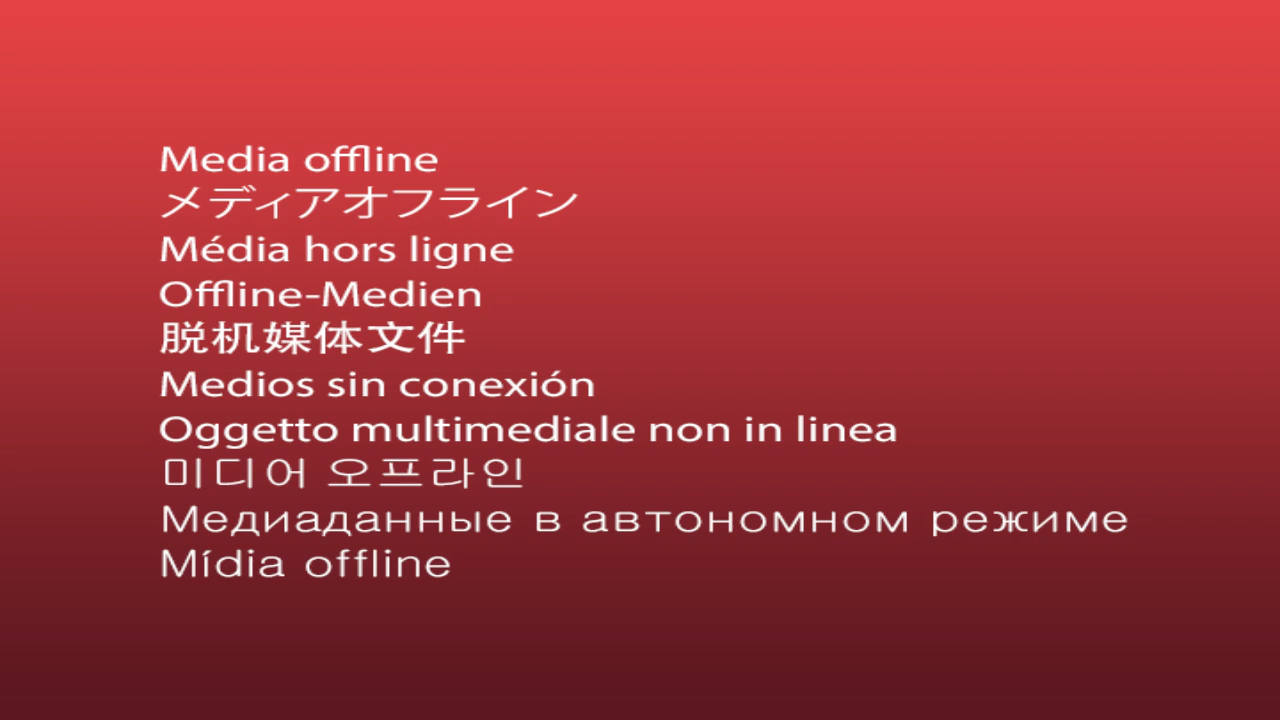 Media offline
メディアオフライン
Média hors ligne
Offline-Medien
脱机媒体文件
Medios sin conexión
Oggetto multimediale non in linea
미디어 오프라인
Медиаданные в автономном режиме
Mídia offline